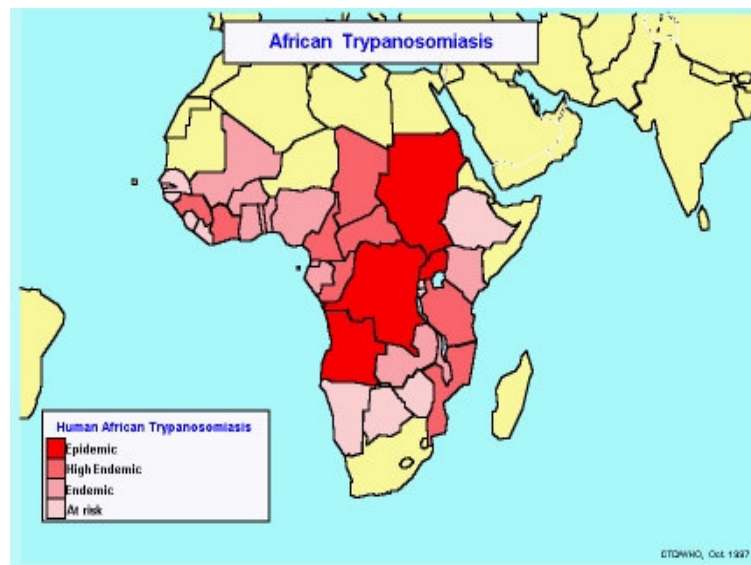 African Trypanosomiasis
Human African Trypanosomiasis
Epidemic
High Endemic
Endemic
At risk
CTD/WHO, Oct. 1997